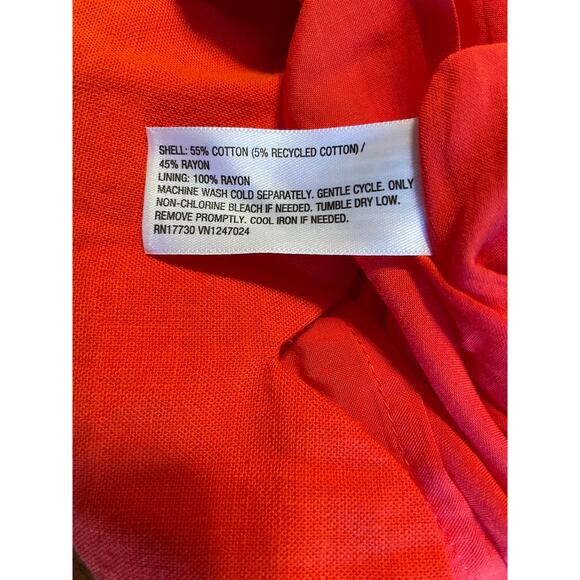 SHELL: 55% COTTON (5% RECYCLED COTTON) /
45% RAYON
LINING: 100% RAYON
MACHINE WASH COLD SEPARATELY. GENTLE CYCLE. ONLY
NON-CHLORINE BLEACH IF NEEDED. TUMBLE DRY LOW.
REMOVE PROMPTLY. COOL IRON IF NEEDED.
RN17730 VN1247024